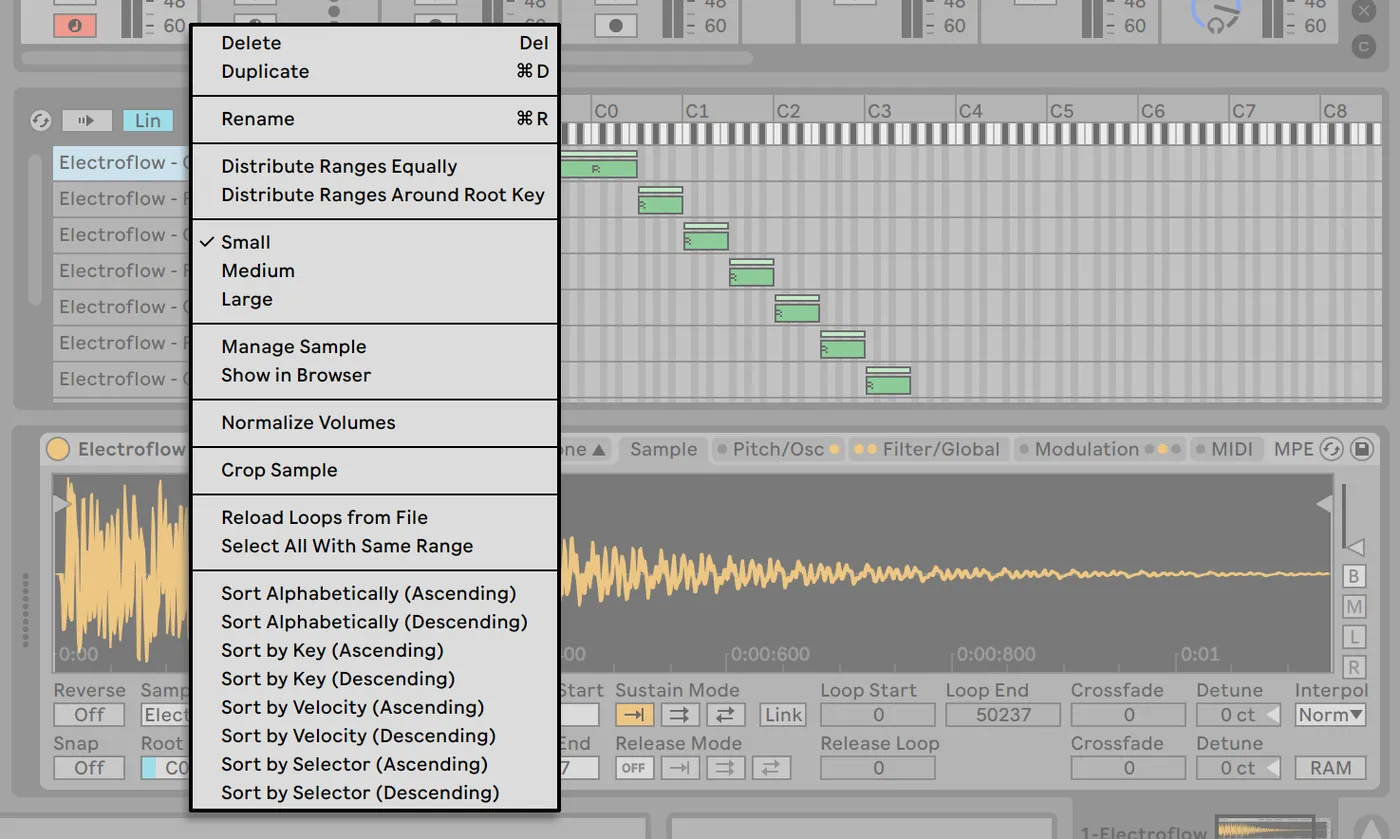 48 48 48 48 48 48 48
60 60 60 60 60 60
C
Delete Del
Duplicate ⌘D
Rename ⌘R
Distribute Ranges Equally
Distribute Ranges Around Root Key
✓ Small
Medium
Large
Manage Sample
Show in Browser
Normalize Volumes
Crop Sample
Reload Loops from File
Select All With Same Range
Sort Alphabetically (Ascending)
Sort Alphabetically (Descending)
Sort by Key (Ascending)
Sort by Key (Descending)
Sort by Velocity (Ascending)
Sort by Velocity (Descending)
Sort by Selector (Ascending)
Sort by Selector (Descending)
Lin
C0 C1 C2 C3 C4 C5 C6 C7 C8
Electroflow -
R
Electroflow -
R
Electroflow -
R
Electroflow -
R
Electroflow -
R
Electroflow -
R
Electroflow -
R
Electroflow Sample Pitch/Osc Filter/Global Modulation MIDI MPE
B
M
L
R
0:00 0:00:600 0:00:800 0:01
Reverse Samp Start Sustain Mode Loop Start Loop End Crossfade Detune Interpol
Off Elect Link 0 50237 0 0 ct Norm
Snap Root End Release Mode Release Loop Crossfade Detune
Off C0 7 OFF 0 0 0 ct RAM
1-Electroflow